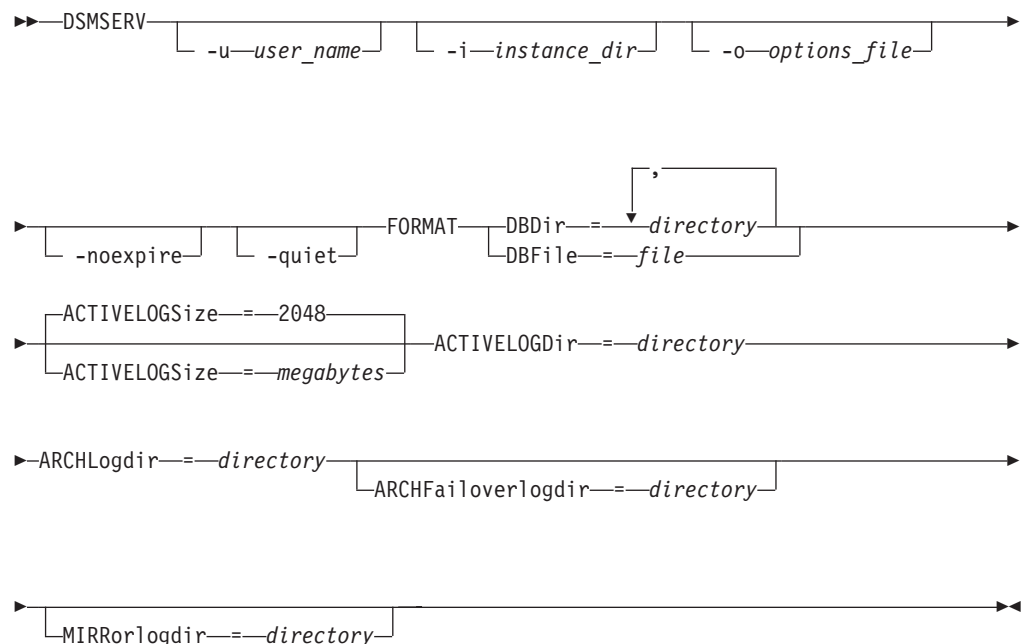 DSMSERV
-u user_name -i instance_dir -o options_file
,
-noexpire -quiet FORMAT DBDir = directory
DBFile = file
ACTIVELOGSize = 2048
ACTIVELOGDir = directory
ACTIVELOGSize = megabytes
ARCHLogdir = directory
ARCHFailoverlogdir = directory
MIRRorlogdir = directory